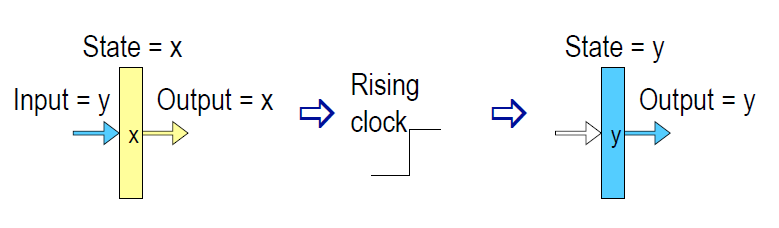 State = x
Input = y
Output = x
x
Rising
clock
State = y
Output = y
y